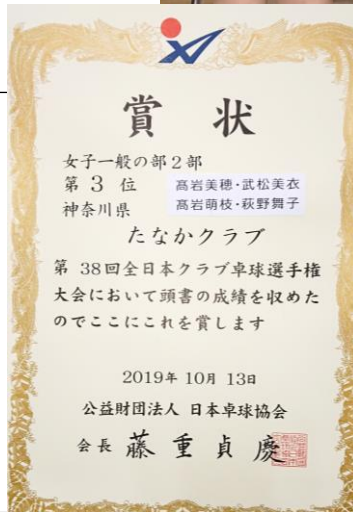 賞状
女子一般の部2部
第3位
髙岩美穂・武松美衣
神奈川県
髙岩萌枝・萩野舞子
たなかクラブ
第38回全日本クラブ卓球選手権
大会において頭書の成績を収めた
のでここにこれを賞します
2019年10月13日
公益財団法人 日本卓球協会
会長 藤重貞慶